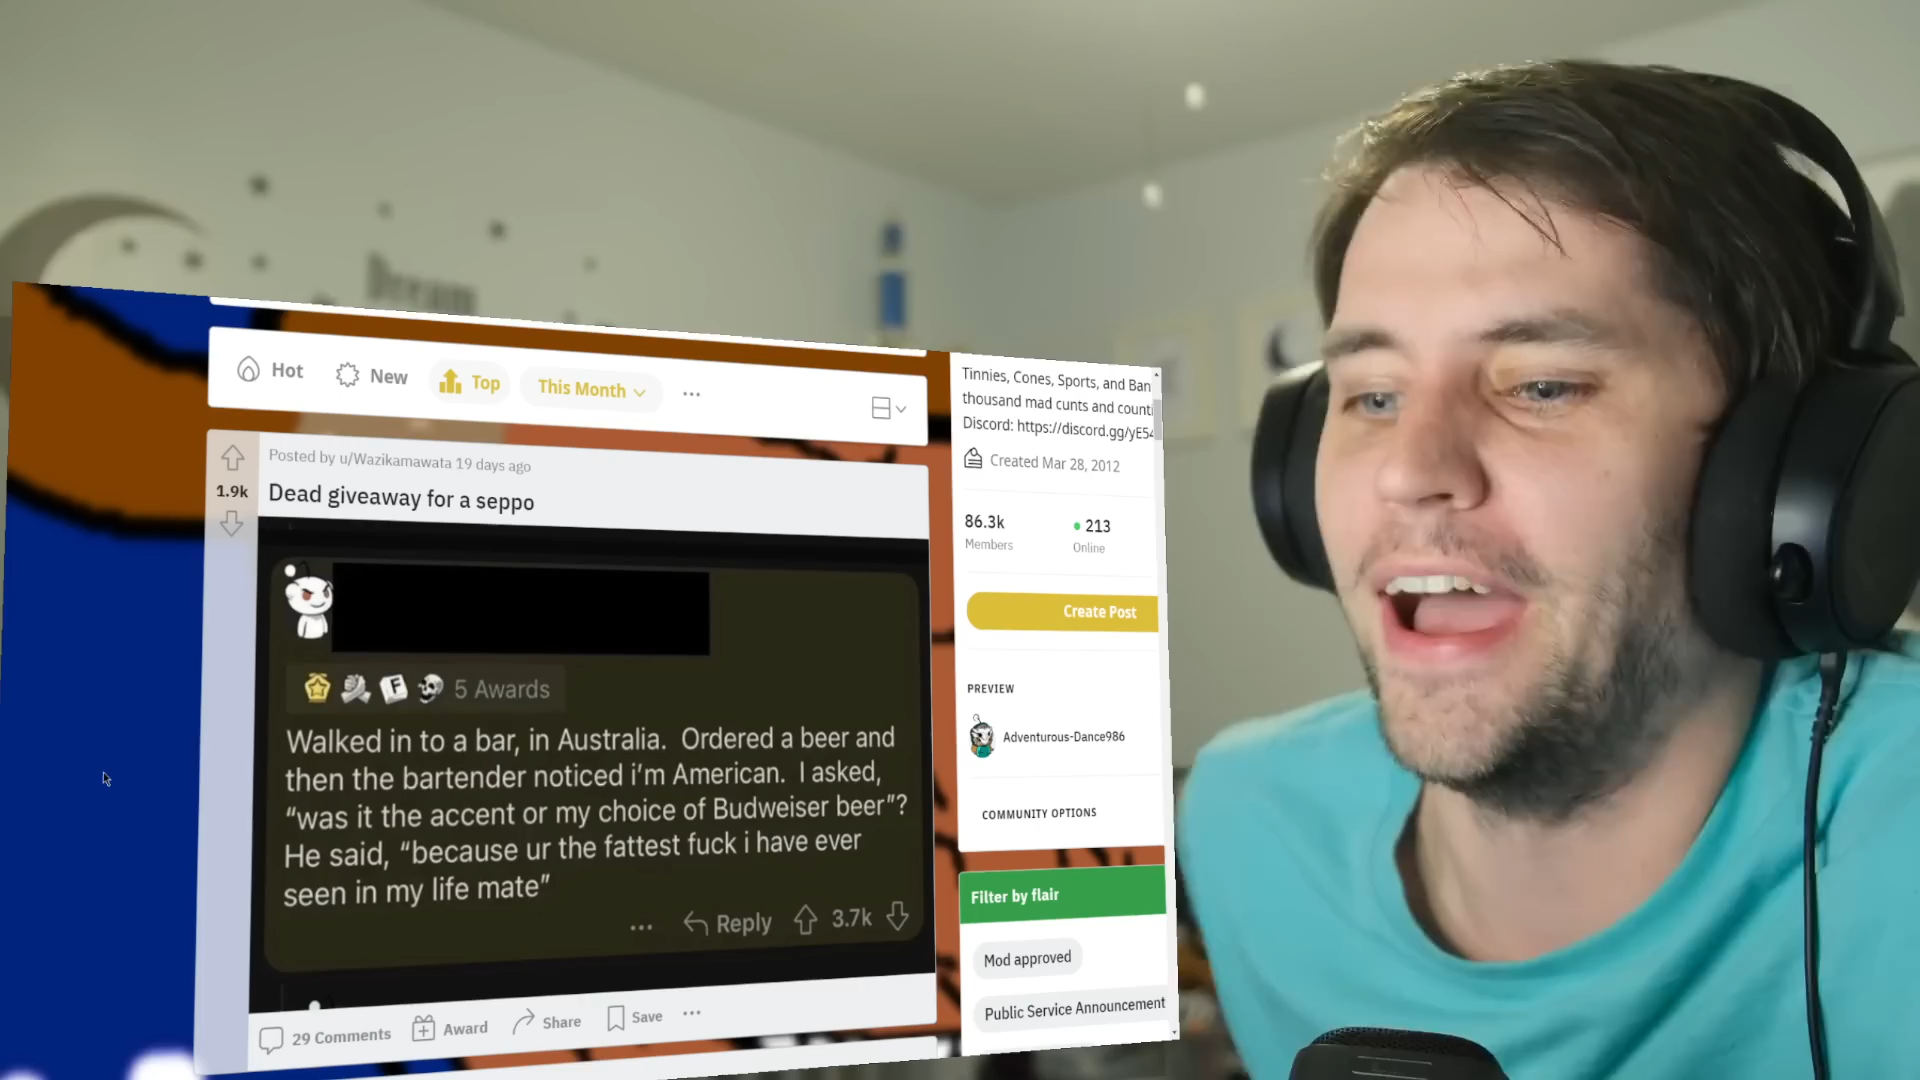 Dream
Hot
New
Top
This Month
Posted by u/Wazikamawata 19 days ago
1.9k
Dead giveaway for a seppo
F
5 Awards
Walked in to a bar, in Australia. Ordered a beer and
then the bartender noticed i'm American. I asked,
"was it the accent or my choice of Budweiser beer"?
He said, "because ur the fattest fuck i have ever
seen in my life mate"
Reply
3.7k
29 Comments
Award
Share
Save
Tinnies, Cones, Sports, and Ban
thousand mad cunts and counti
Discord: https://discord.gg/yE54
Created Mar 28, 2012
86.3k
213
Members
Online
Create Post
PREVIEW
Adventurous-Dance986
COMMUNITY OPTIONS
Filter by flair
Mod approved
Public Service Announcement